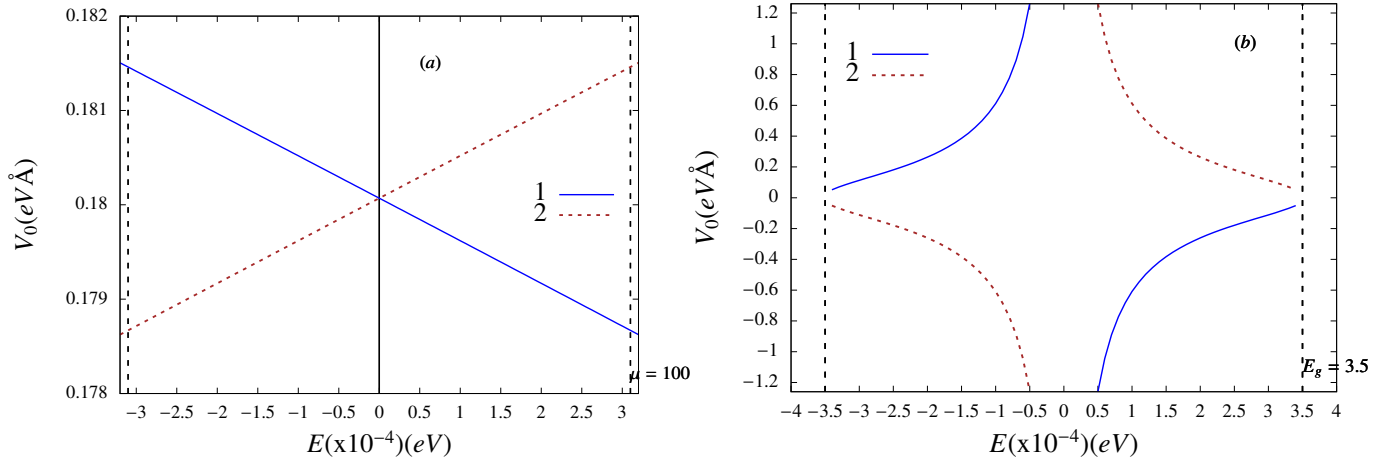 0.182
0.181
0.18
0.179
0.178
V₀(eVÅ)
(a)
1
2
μ = 100
−3 −2.5 −2 −1.5 −1 −0.5 0 0.5 1 1.5 2 2.5 3
E(x10⁻⁴)(eV)
1.2
1
0.8
0.6
0.4
0.2
0
−0.2
−0.4
−0.6
−0.8
−1
−1.2
V₀(eVÅ)
1
2
(b)
E_g = 3.5
−4 −3.5 −3 −2.5 −2 −1.5 −1 −0.5 0 0.5 1 1.5 2 2.5 3 3.5 4
E(x10⁻⁴)(eV)